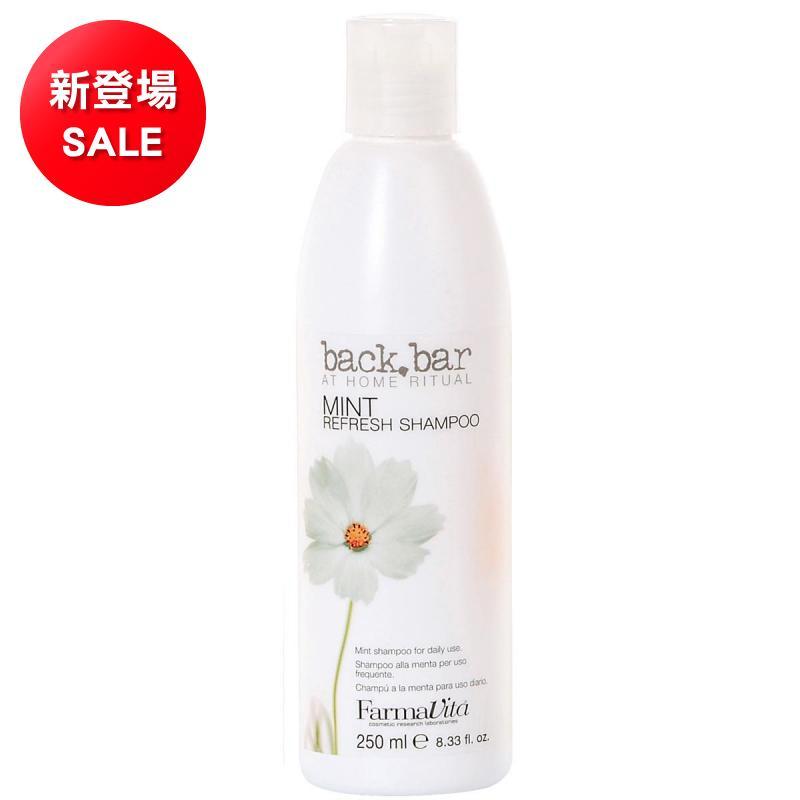 新登場
SALE
back.bar
AT HOME RITUAL
MINT
REFRESH SHAMPOO
Mint shampoo for daily use.
Shampoo alla menta per uso
frequente.
Champú a la menta para uso diario.
FarmaVita
cosmetic research laboratories
250 ml e 8.33 fl. oz.